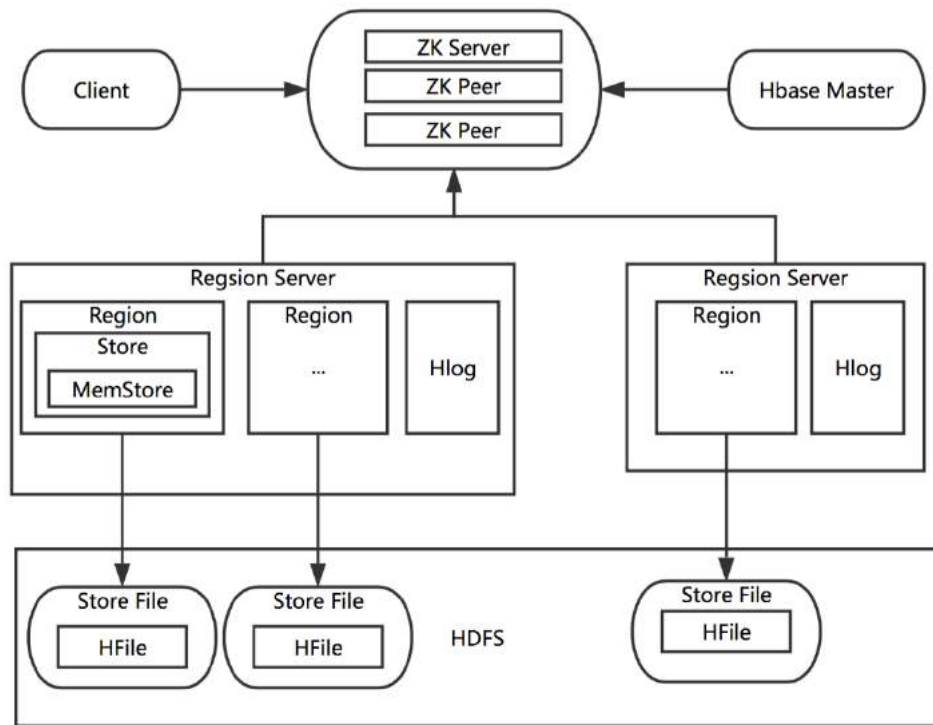 ZK Server
Client
ZK Peer
Hbase Master
ZK Peer
Regsion Server
Region
Store
MemStore
Region
...
Hlog
Regsion Server
Region
...
Hlog
Store File
HFile
Store File
HFile
HDFS
Store File
HFile